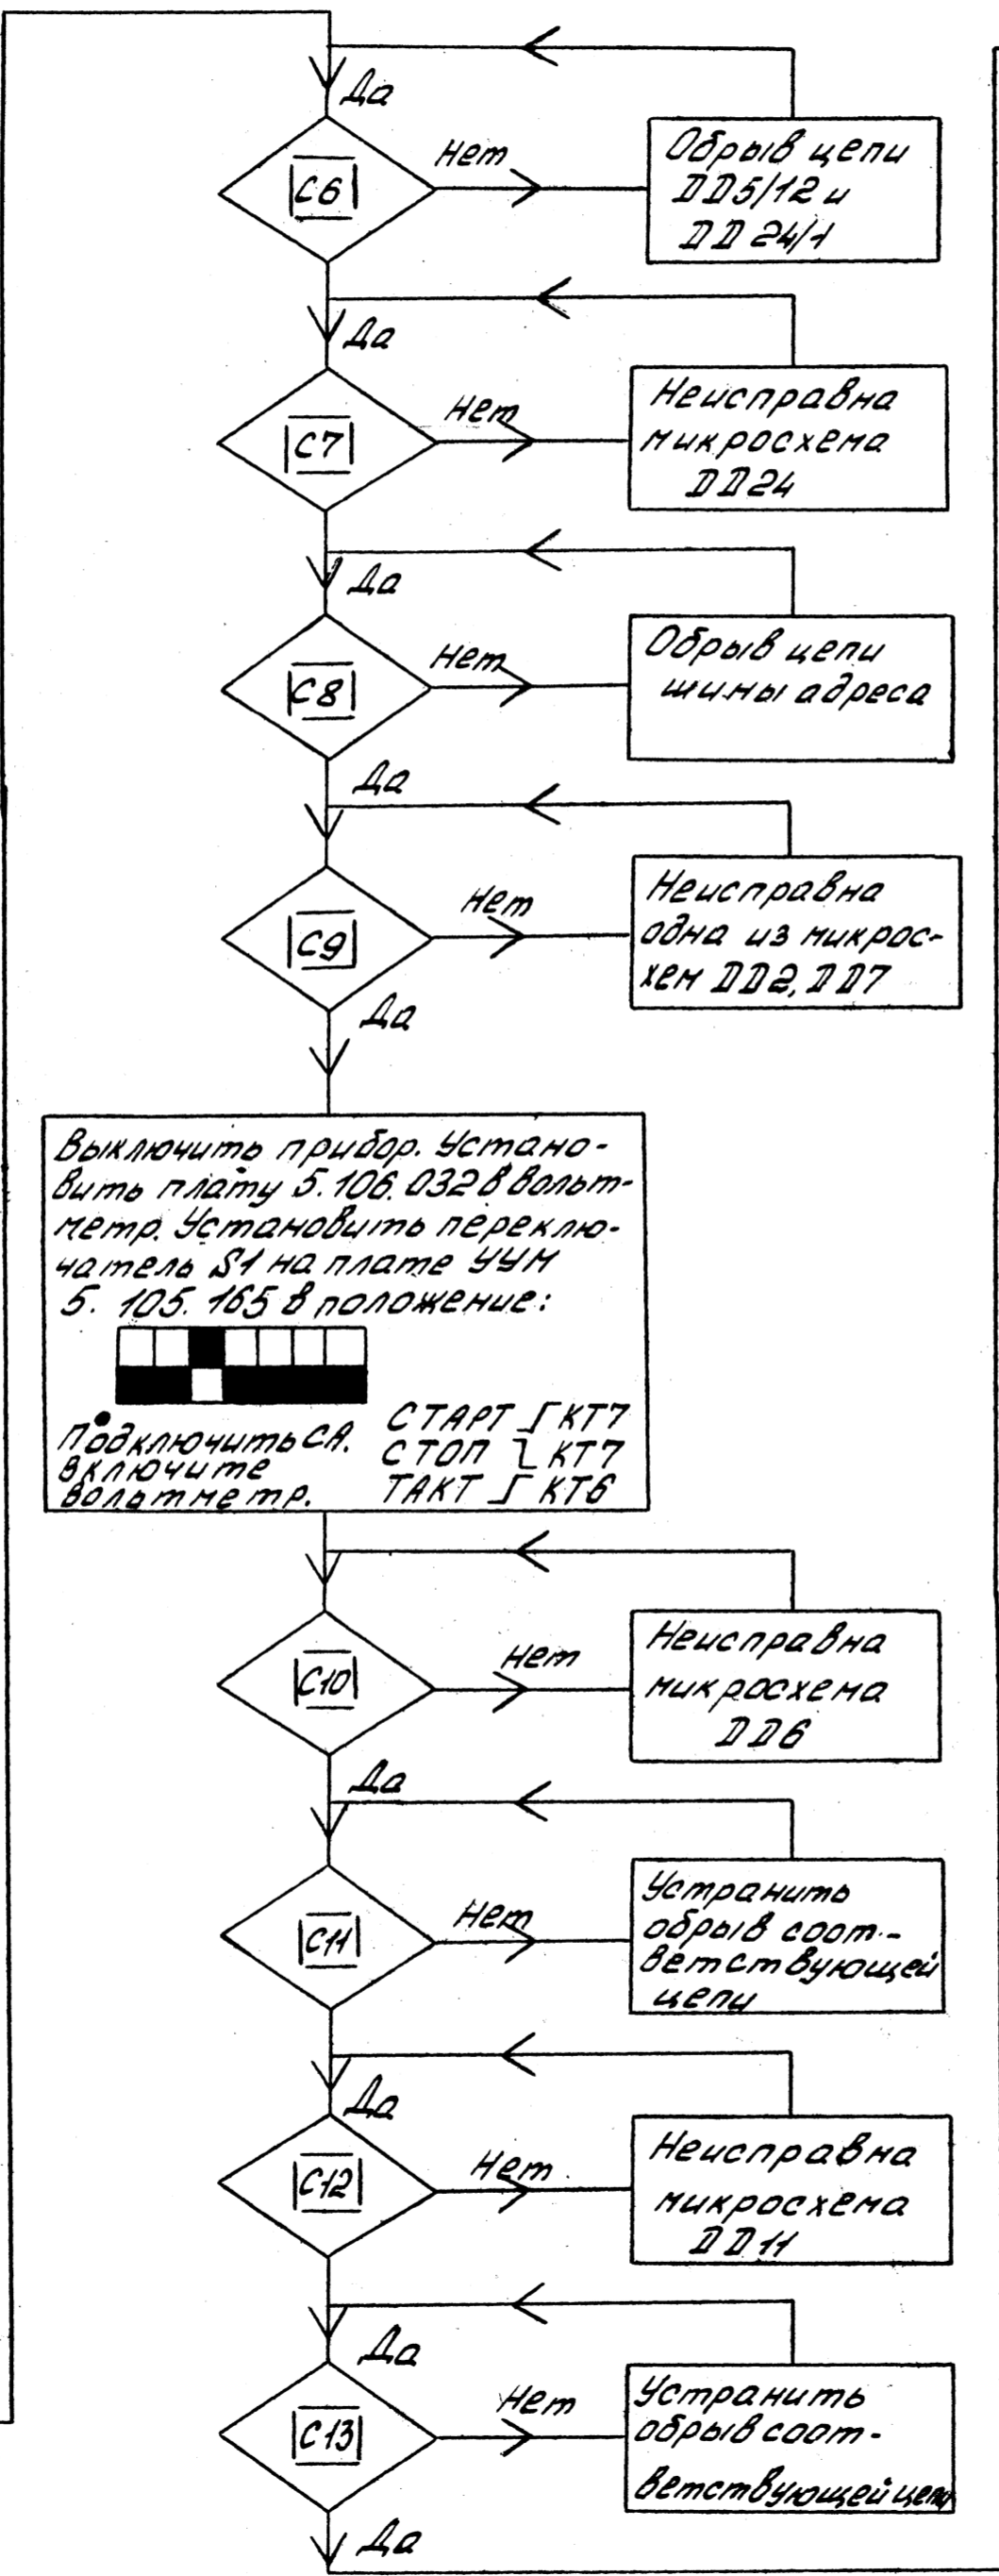 Да
С6
Нет
Обрыв цепи
DD5/12 и
DD24/1
Да
С7
Нет
Неисправна
микросхема
DD24
Да
С8
Нет
Обрыв цепи
шины адреса
Да
С9
Нет
Неисправна
одна из микрос-
хем DD2, DD7
Да
Выключить прибор. Устано-
вить плату 5.106.032 в вольт-
метр. Установить переклю-
чатель S1 на плате УУМ
5.105.165 в положение:
Подключить СА.
Включите
вольтметр.
СТАРТ ʃ КТ7
СТОП ʅ КТ7
ТАКТ ʃ КТ6
С10
Нет
Неисправна
микросхема
DD6
Да
С11
Нет
Устранить
обрыв соот-
ветствующей
цепи
Да
С12
Нет
Неисправна
микросхема
DD11
Да
С13
Нет
Устранить
обрыв соот-
ветствующей цепи
Да